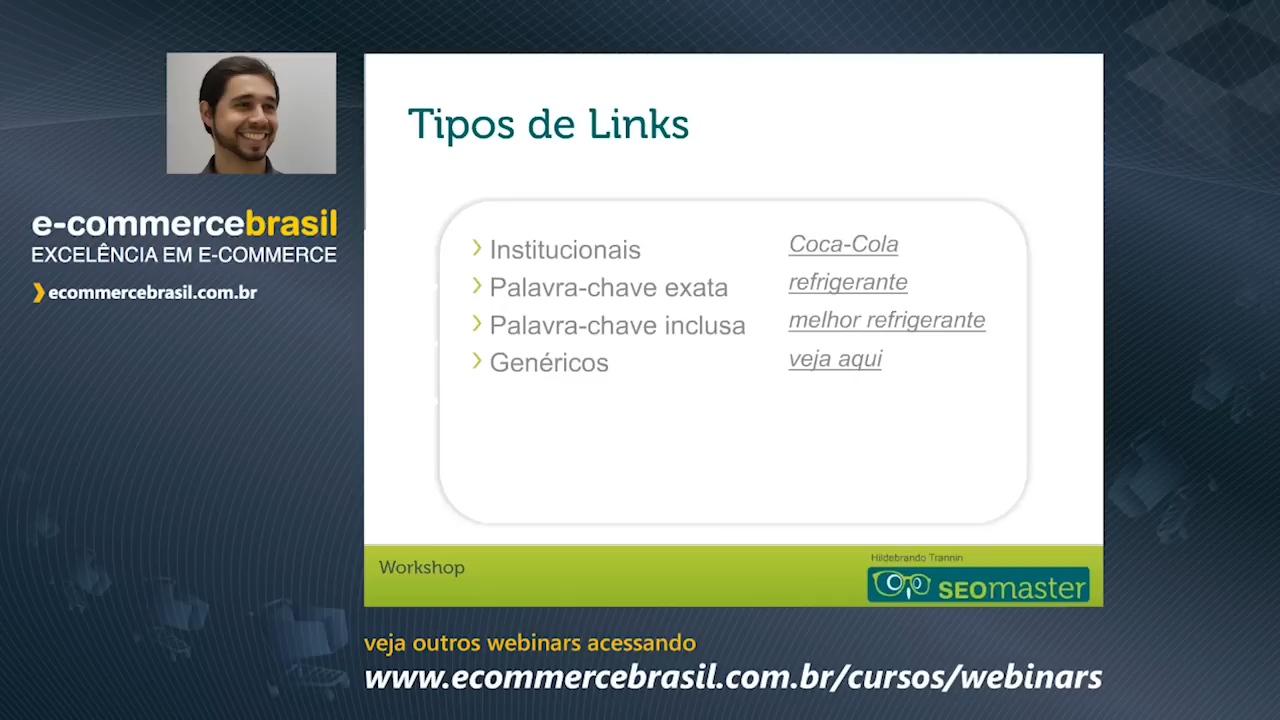 e-commercebrasil
EXCELÊNCIA EM E-COMMERCE
ecommercebrasil.com.br
Tipos de Links
Institucionais Coca-Cola
Palavra-chave exata refrigerante
Palavra-chave inclusa melhor refrigerante
Genéricos veja aqui
Workshop
Hildebrando Trannin
SEOmaster
veja outros webinars acessando
www.ecommercebrasil.com.br/cursos/webinars